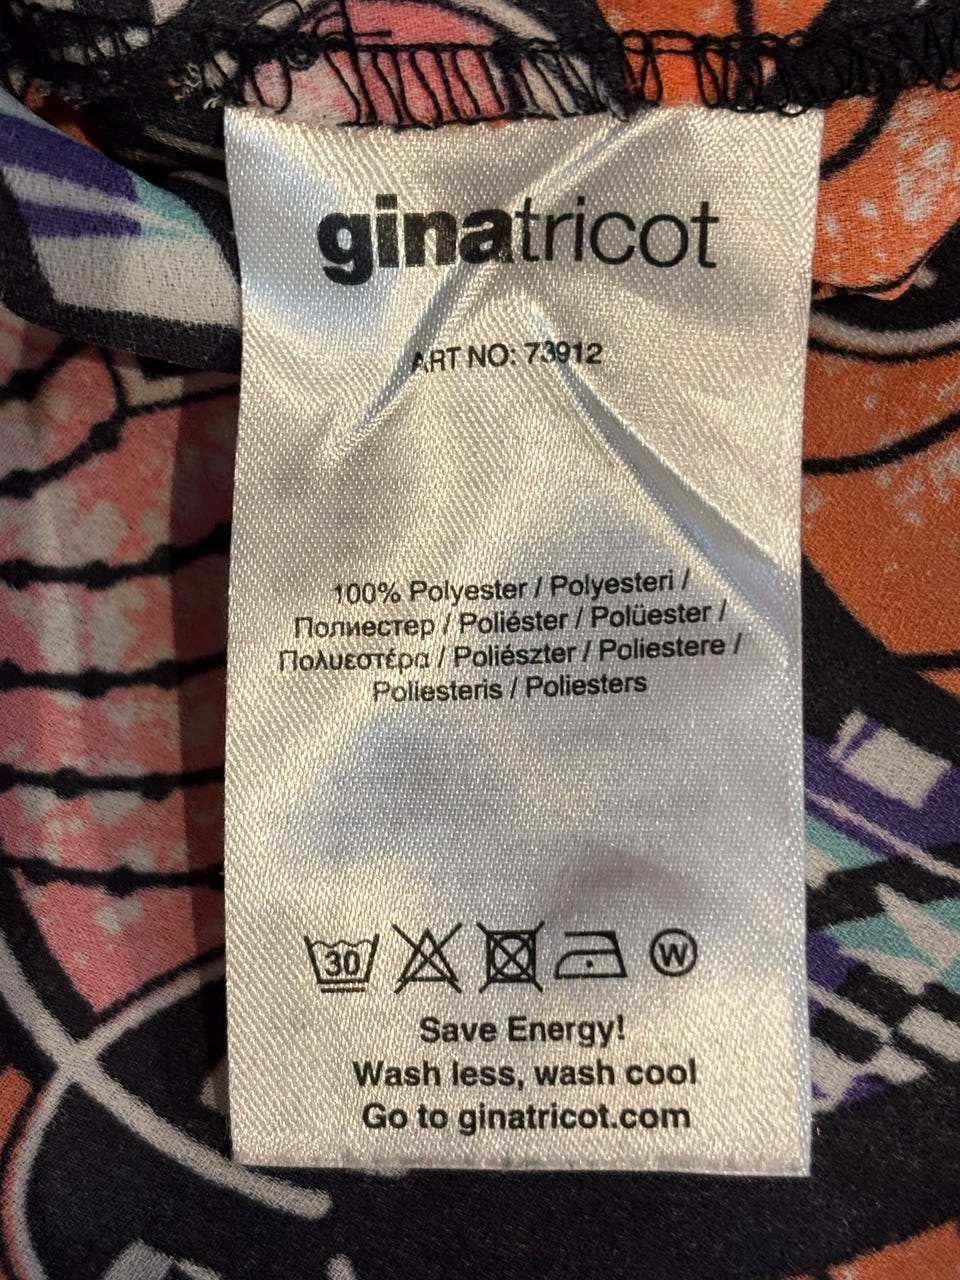 ginatricot
ART NO: 73912
100% Polyester / Polyesteri /
Полиестер / Poliéster / Polüester /
Πολυεστέρα / Poliészter / Poliestere /
Poliesteris / Poliesters
30 W
Save Energy!
Wash less, wash cool
Go to ginatricot.com